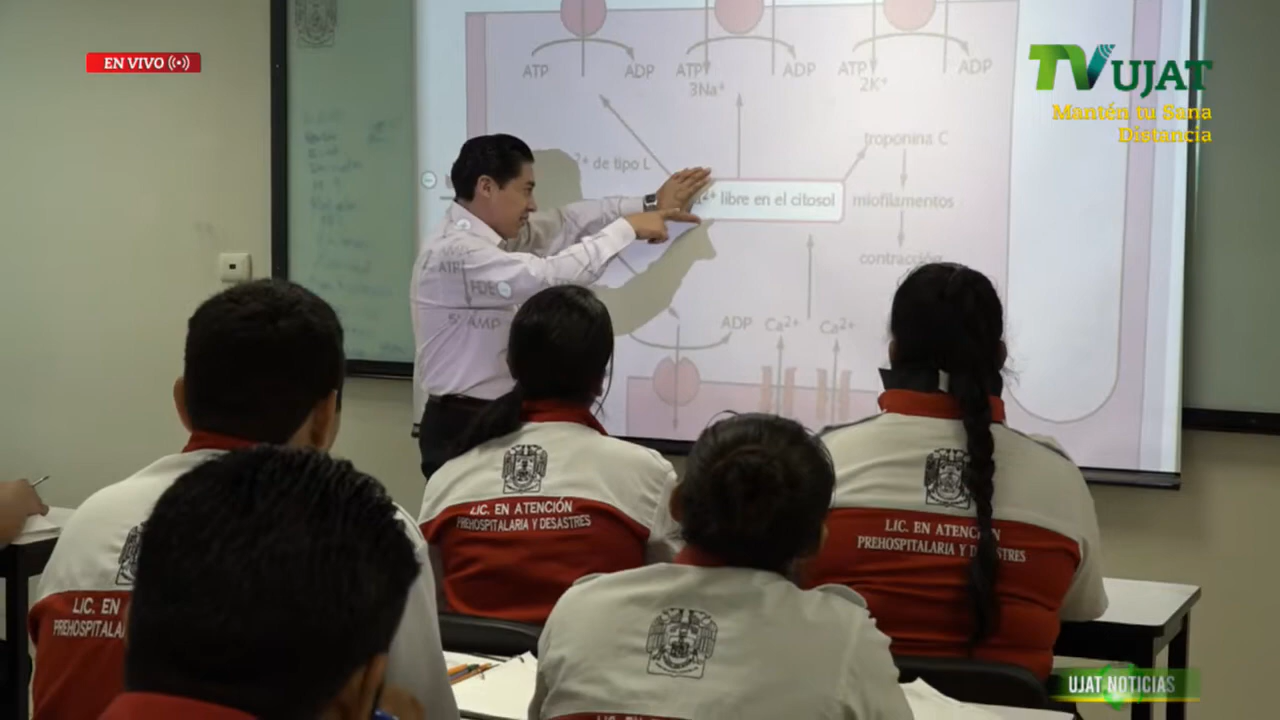 EN VIVO
TVUJAT
Mantén tu Sana
Distancia
ATP
ADP
ATP
ADP
ATP
ADP
3Na⁺
2K⁺
troponina C
de tipo L
libre en el citosol
miofilamentos
contracción
ATP
PDE
5' AMP
ADP
Ca²⁺
Ca²⁺
LIC. EN ATENCIÓN
PREHOSPITALARIA Y DESASTRES
LIC. EN ATENCIÓN
PREHOSPITALARIA Y DESASTRES
LIC. EN
PREHOSPITALARIA
UJAT NOTICIAS